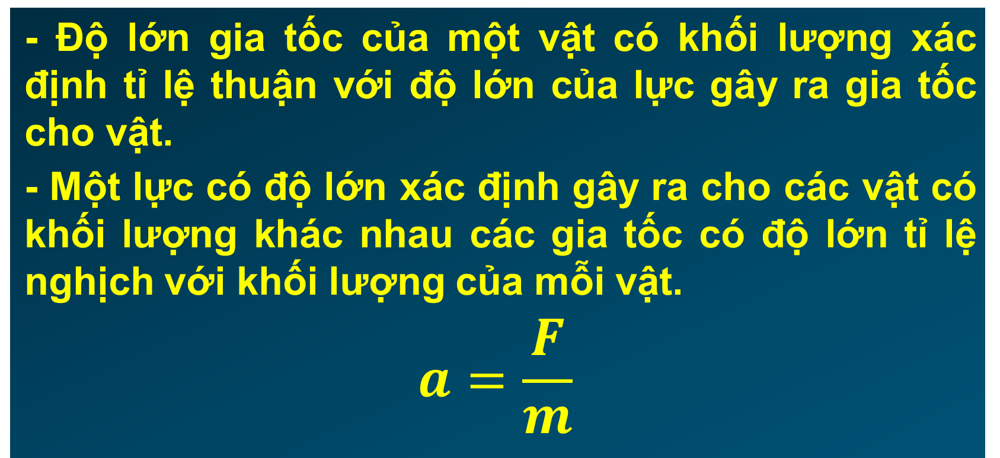 - Độ lớn gia tốc của một vật có khối lượng xác
định tỉ lệ thuận với độ lớn của lực gây ra gia tốc
cho vật.
- Một lực có độ lớn xác định gây ra cho các vật có
khối lượng khác nhau các gia tốc có độ lớn tỉ lệ
nghịch với khối lượng của mỗi vật.
a = F/m